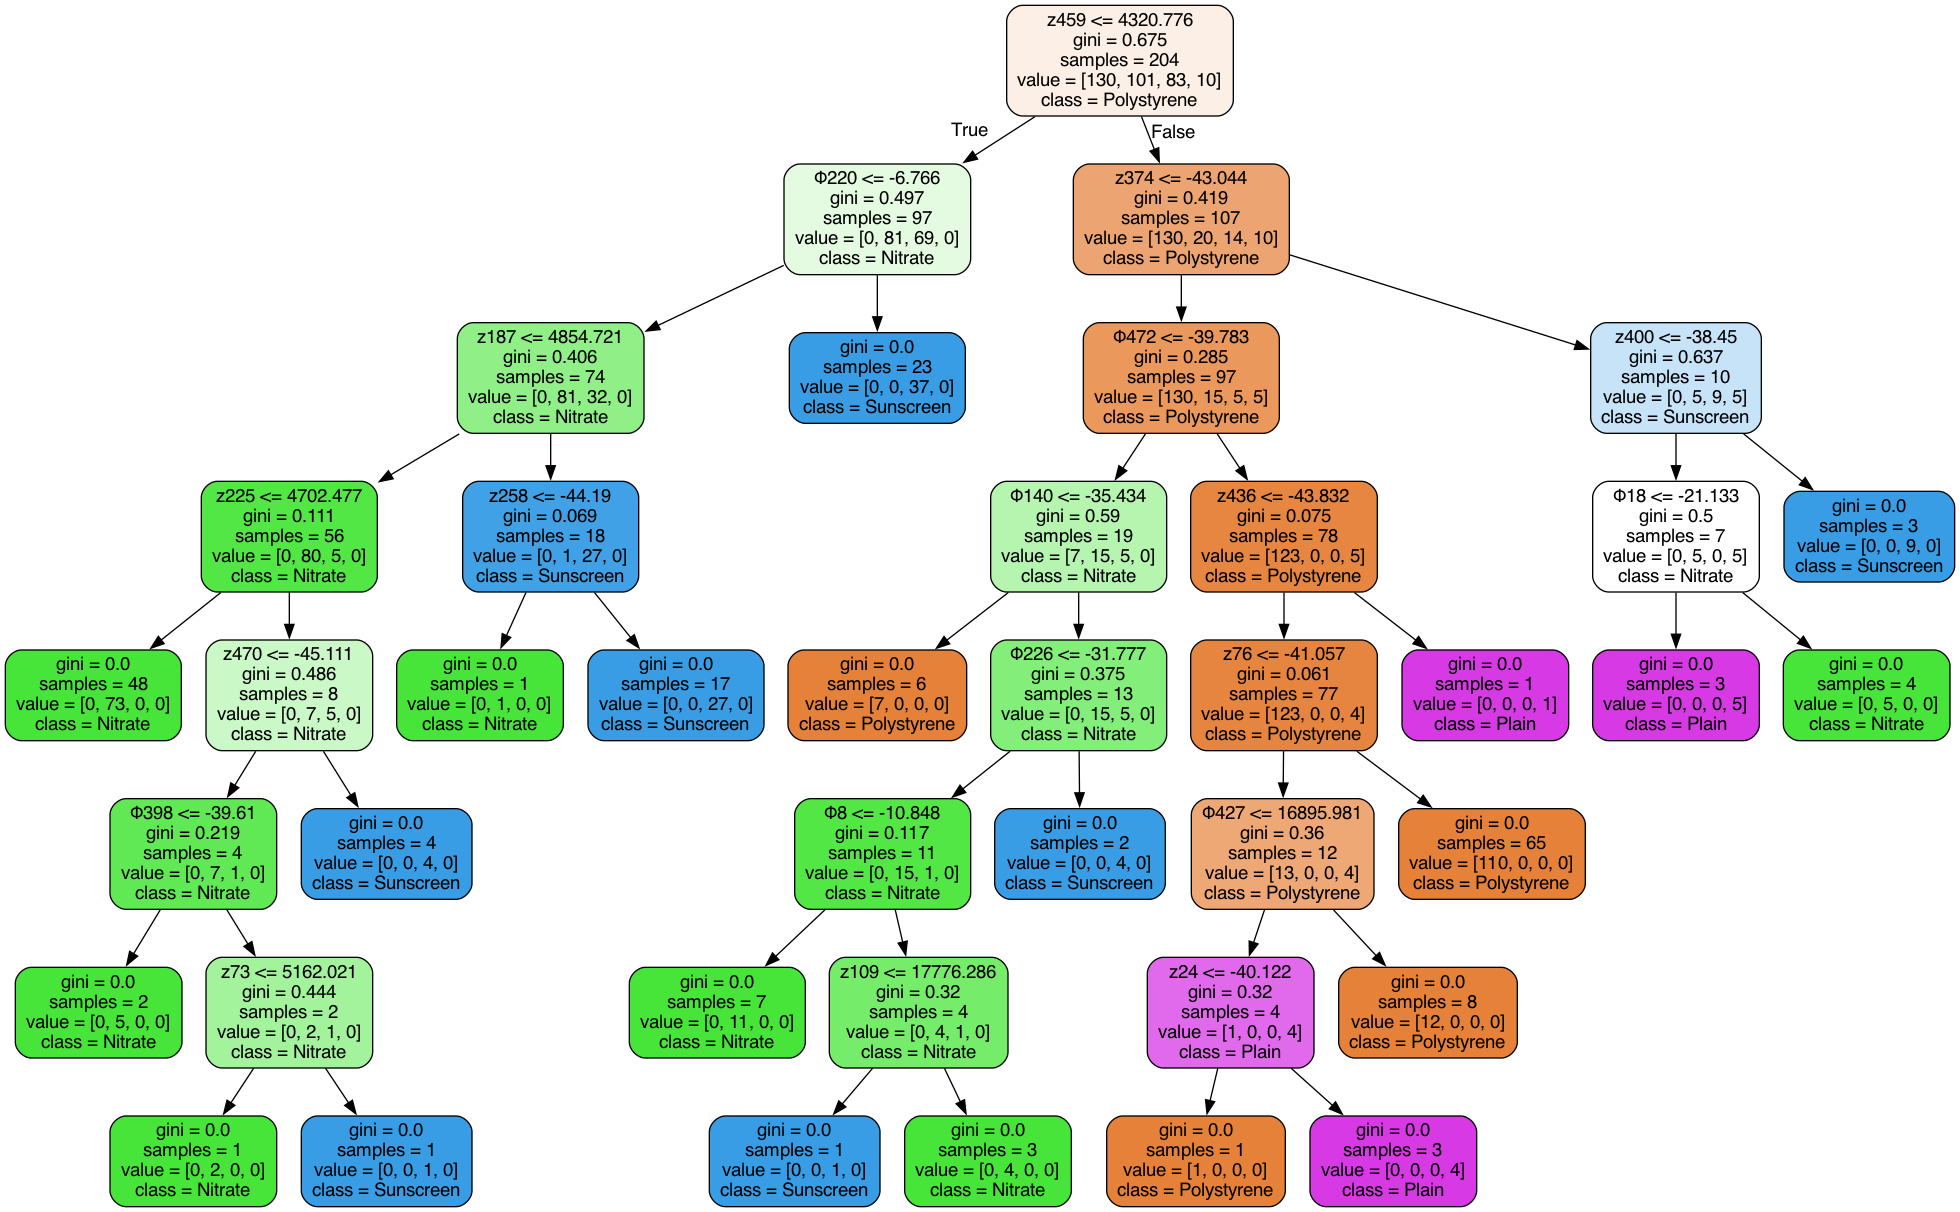 z459 <= 4320.776
gini = 0.675
samples = 204
value = [130, 101, 83, 10]
class = Polystyrene
True
False
Φ220 <= -6.766
gini = 0.497
samples = 97
value = [0, 81, 69, 0]
class = Nitrate
z374 <= -43.044
gini = 0.419
samples = 107
value = [130, 20, 14, 10]
class = Polystyrene
z187 <= 4854.721
gini = 0.406
samples = 74
value = [0, 81, 32, 0]
class = Nitrate
gini = 0.0
samples = 23
value = [0, 0, 37, 0]
class = Sunscreen
Φ472 <= -39.783
gini = 0.285
samples = 97
value = [130, 15, 5, 5]
class = Polystyrene
z400 <= -38.45
gini = 0.637
samples = 10
value = [0, 5, 9, 5]
class = Sunscreen
z225 <= 4702.477
gini = 0.111
samples = 56
value = [0, 80, 5, 0]
class = Nitrate
z258 <= -44.19
gini = 0.069
samples = 18
value = [0, 1, 27, 0]
class = Sunscreen
Φ140 <= -35.434
gini = 0.59
samples = 19
value = [7, 15, 5, 0]
class = Nitrate
z436 <= -43.832
gini = 0.075
samples = 78
value = [123, 0, 0, 5]
class = Polystyrene
Φ18 <= -21.133
gini = 0.5
samples = 7
value = [0, 5, 0, 5]
class = Nitrate
gini = 0.0
samples = 3
value = [0, 0, 9, 0]
class = Sunscreen
gini = 0.0
samples = 48
value = [0, 73, 0, 0]
class = Nitrate
z470 <= -45.111
gini = 0.486
samples = 8
value = [0, 7, 5, 0]
class = Nitrate
gini = 0.0
samples = 1
value = [0, 1, 0, 0]
class = Nitrate
gini = 0.0
samples = 17
value = [0, 0, 27, 0]
class = Sunscreen
gini = 0.0
samples = 6
value = [7, 0, 0, 0]
class = Polystyrene
Φ226 <= -31.777
gini = 0.375
samples = 13
value = [0, 15, 5, 0]
class = Nitrate
z76 <= -41.057
gini = 0.061
samples = 77
value = [123, 0, 0, 4]
class = Polystyrene
gini = 0.0
samples = 1
value = [0, 0, 0, 1]
class = Plain
gini = 0.0
samples = 3
value = [0, 0, 0, 5]
class = Plain
gini = 0.0
samples = 4
value = [0, 5, 0, 0]
class = Nitrate
Φ398 <= -39.61
gini = 0.219
samples = 4
value = [0, 7, 1, 0]
class = Nitrate
gini = 0.0
samples = 4
value = [0, 0, 4, 0]
class = Sunscreen
Φ8 <= -10.848
gini = 0.117
samples = 11
value = [0, 15, 1, 0]
class = Nitrate
gini = 0.0
samples = 2
value = [0, 0, 4, 0]
class = Sunscreen
Φ427 <= 16895.981
gini = 0.36
samples = 12
value = [13, 0, 0, 4]
class = Polystyrene
gini = 0.0
samples = 65
value = [110, 0, 0, 0]
class = Polystyrene
gini = 0.0
samples = 2
value = [0, 5, 0, 0]
class = Nitrate
z73 <= 5162.021
gini = 0.444
samples = 2
value = [0, 2, 1, 0]
class = Nitrate
gini = 0.0
samples = 7
value = [0, 11, 0, 0]
class = Nitrate
z109 <= 17776.286
gini = 0.32
samples = 4
value = [0, 4, 1, 0]
class = Nitrate
z24 <= -40.122
gini = 0.32
samples = 4
value = [1, 0, 0, 4]
class = Plain
gini = 0.0
samples = 8
value = [12, 0, 0, 0]
class = Polystyrene
gini = 0.0
samples = 1
value = [0, 2, 0, 0]
class = Nitrate
gini = 0.0
samples = 1
value = [0, 0, 1, 0]
class = Sunscreen
gini = 0.0
samples = 1
value = [0, 0, 1, 0]
class = Sunscreen
gini = 0.0
samples = 3
value = [0, 4, 0, 0]
class = Nitrate
gini = 0.0
samples = 1
value = [1, 0, 0, 0]
class = Polystyrene
gini = 0.0
samples = 3
value = [0, 0, 0, 4]
class = Plain